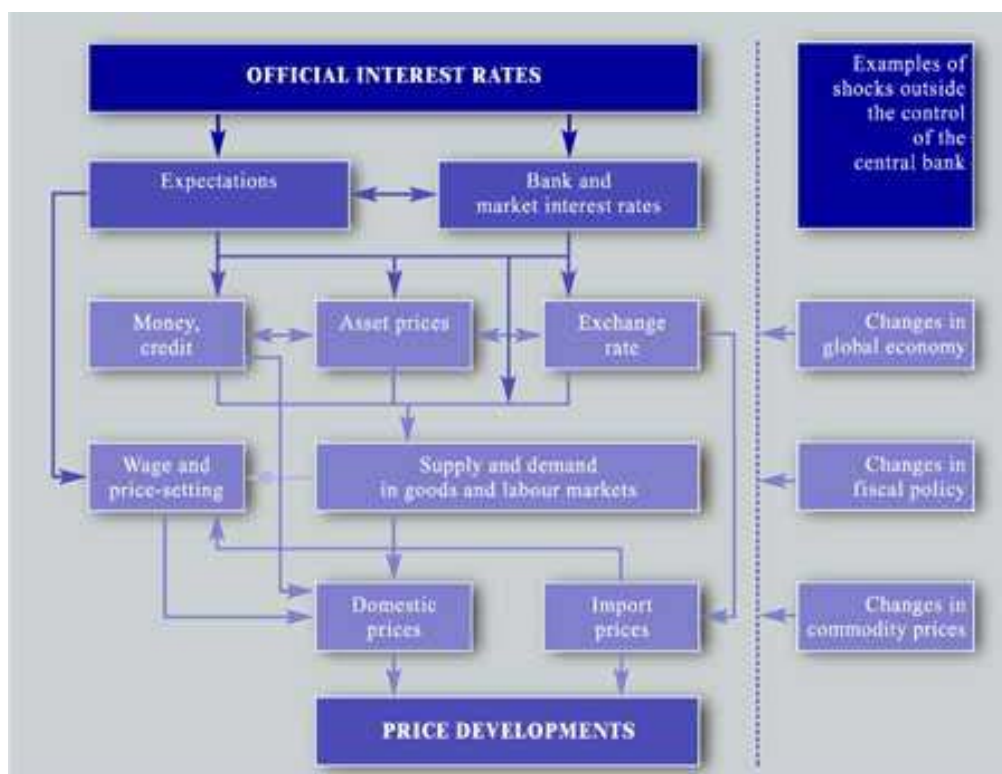 OFFICIAL INTEREST RATES
Examples of
shocks outside
the control
of the
central bank
Expectations
Bank and
market interest rates
Money,
credit
Asset prices
Exchange
rate
Changes in
global economy
Wage and
price-setting
Supply and demand
in goods and labour markets
Changes in
fiscal policy
Domestic
prices
Import
prices
Changes in
commodity prices
PRICE DEVELOPMENTS